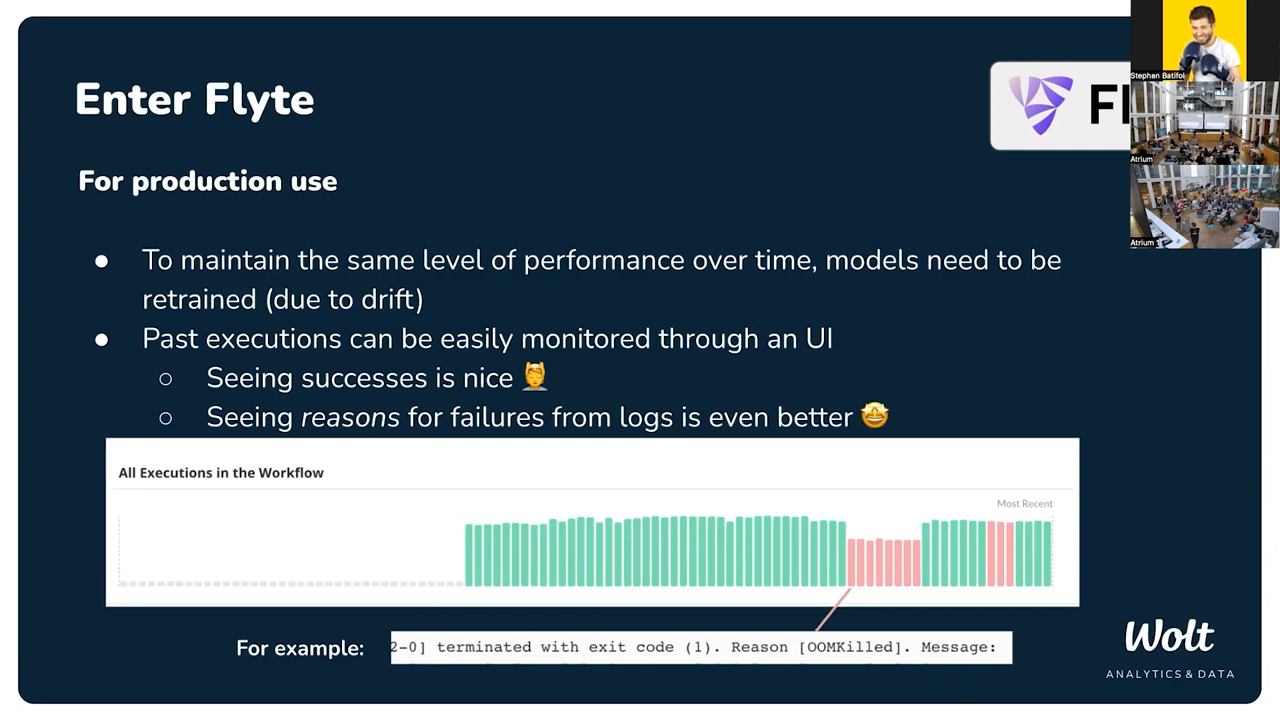 Enter Flyte
Fl
Stephen Batifol
Atrium
Atrium 1
For production use
● To maintain the same level of performance over time, models need to be
retrained (due to drift)
● Past executions can be easily monitored through an UI
○ Seeing successes is nice 💆
○ Seeing reasons for failures from logs is even better 🤩
All Executions in the Workflow
Most Recent
For example:
2-0] terminated with exit code (1). Reason [OOMKilled]. Message:
Wolt
ANALYTICS & DATA